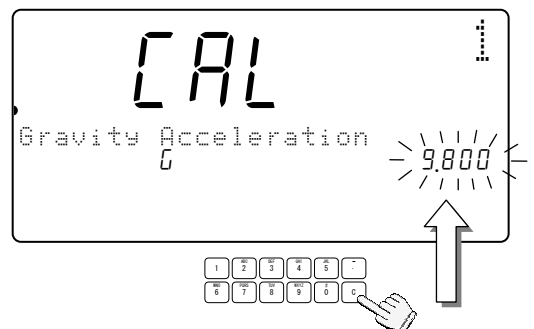 CAL 1
Gravity Acceleration
G 9.800
1 ABC 2 DEF 3 GHI 4 JKL 5 - .
MNO 6 PQRS 7 TUV 8 WXYZ 9 0 C